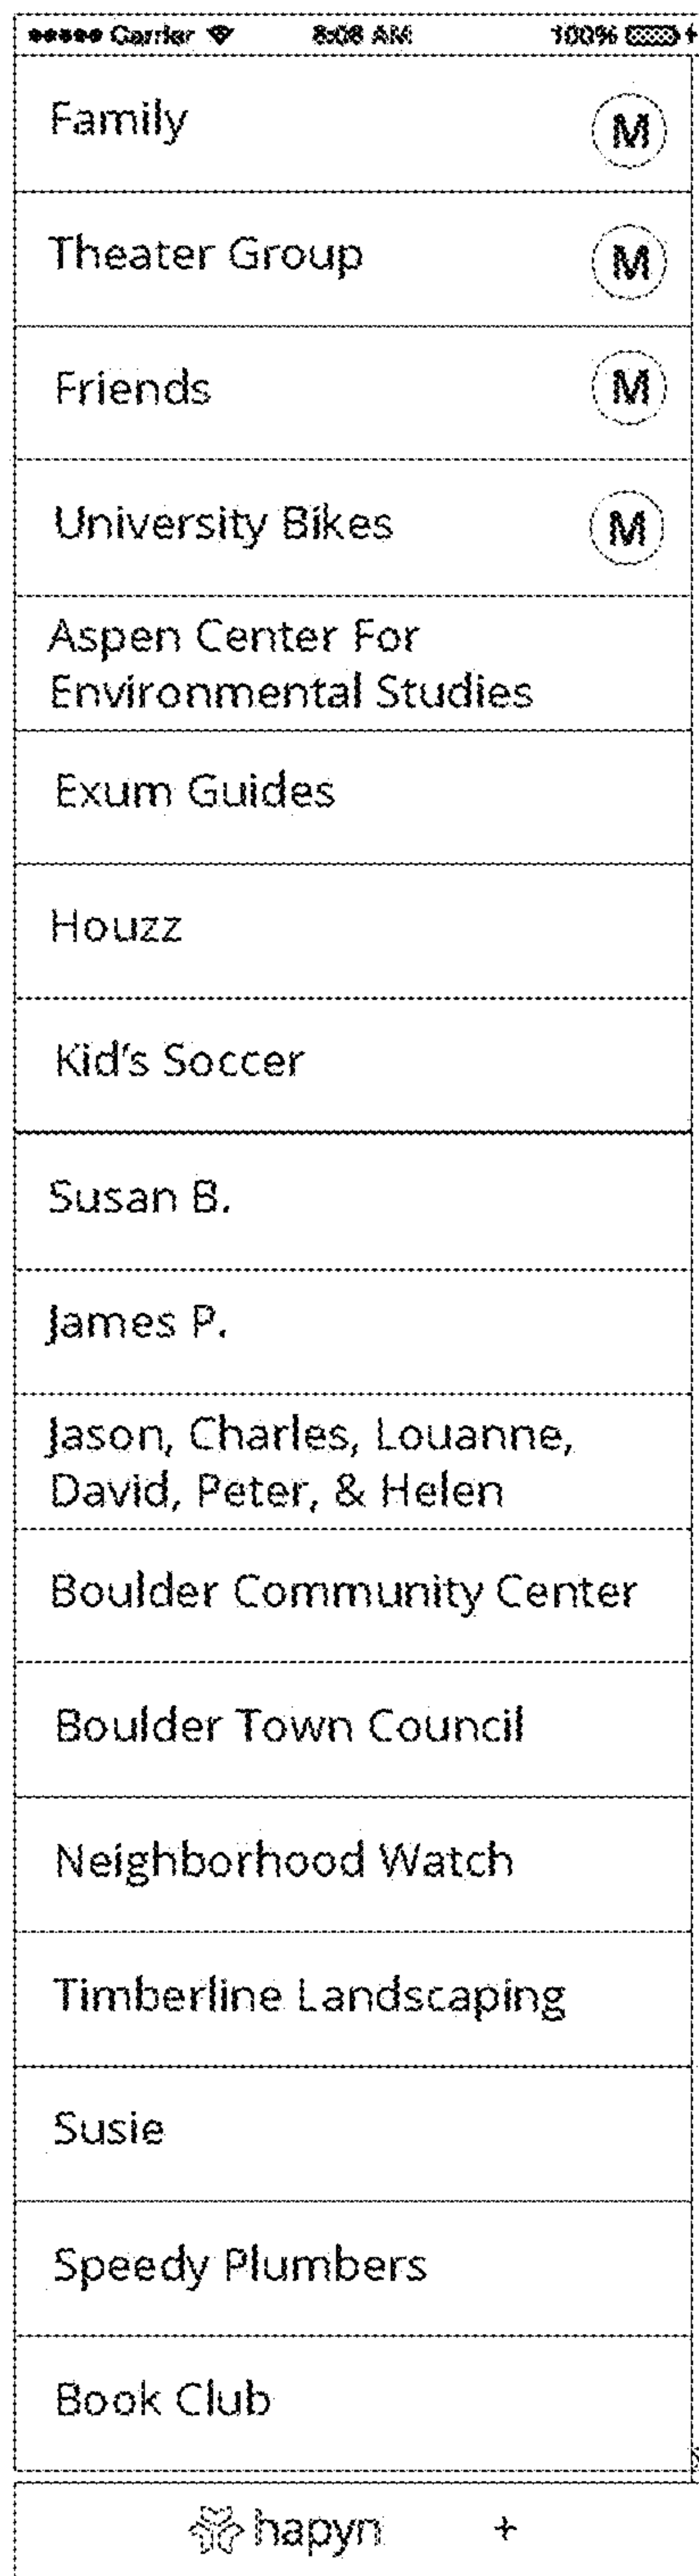 Carrier 8:08 AM 100%
Family M
Theater Group M
Friends M
University Bikes M
Aspen Center For
Environmental Studies
Exum Guides
Houzz
Kid's Soccer
Susan B.
James P.
Jason, Charles, Louanne,
David, Peter, & Helen
Boulder Community Center
Boulder Town Council
Neighborhood Watch
Timberline Landscaping
Susie
Speedy Plumbers
Book Club
hapyn +